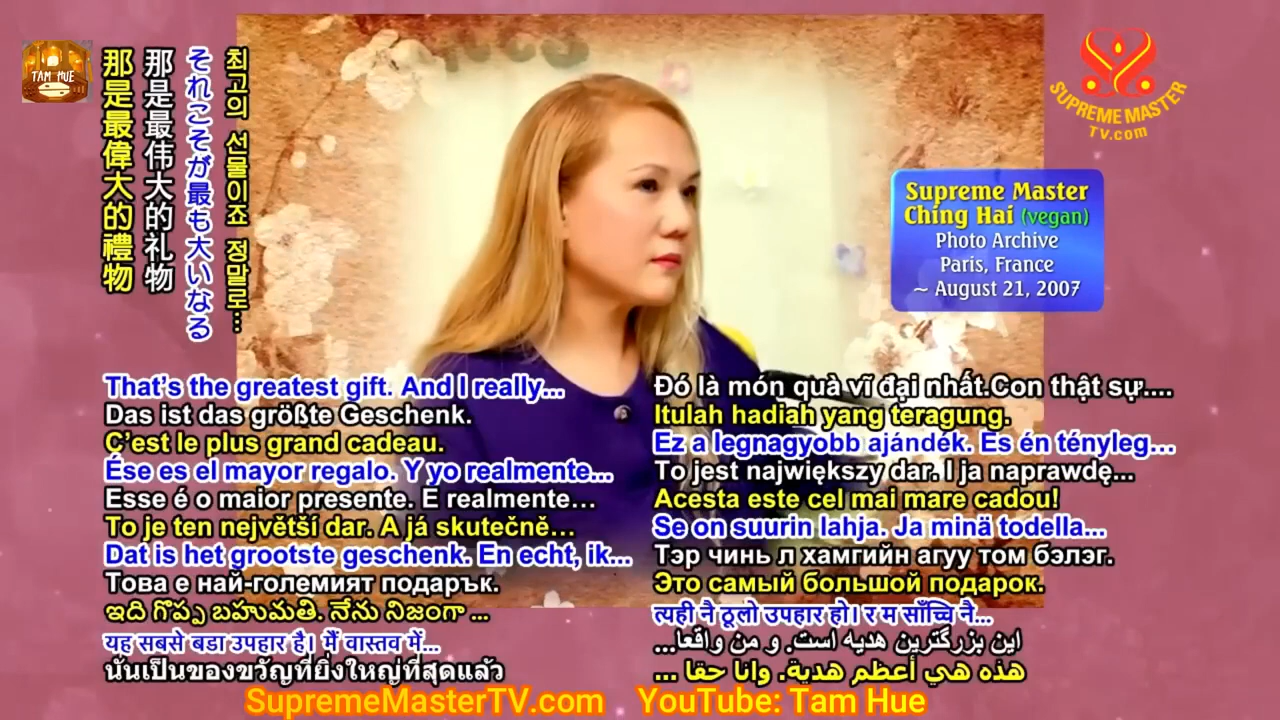 TAM HUE
那是最偉大的禮物
那是最伟大的礼物
それこそが最も大いなる
최고의 선물이죠 정말로...
SUPREME MASTER
TV.com
Supreme Master
Ching Hai (vegan)
Photo Archive
Paris, France
~ August 21, 2007
That's the greatest gift. And I really...
Das ist das größte Geschenk.
C'est le plus grand cadeau.
Ése es el mayor regalo. Y yo realmente...
Esse é o maior presente. E realmente...
To je ten největší dar. A já skutečně...
Dat is het grootste geschenk. En echt, ik...
Това е най-големият подарък.
ఇది గొప్ప బహుమతి. నేను నిజంగా ...
यह सबसे बडा उपहार है। मैं वास्तव में...
นั่นเป็นของขวัญที่ยิ่งใหญ่ที่สุดแล้ว
Đó là món quà vĩ đại nhất.Con thật sự....
Itulah hadiah yang teragung.
Ez a legnagyobb ajándék. Es én tényleg...
To jest największy dar. I ja naprawdę...
Acesta este cel mai mare cadou!
Se on suurin lahja. Ja minä todella...
Тэр чинь л хамгийн агуу том бэлэг.
Это самый большой подарок.
त्यही नै ठूलो उपहार हो। र म साँच्चि नै...
این بزرگترین هدیه است. و من واقعا...
هذه هي أعظم هدية. وانا حقا ...
SupremeMasterTV.com YouTube: Tam Hue